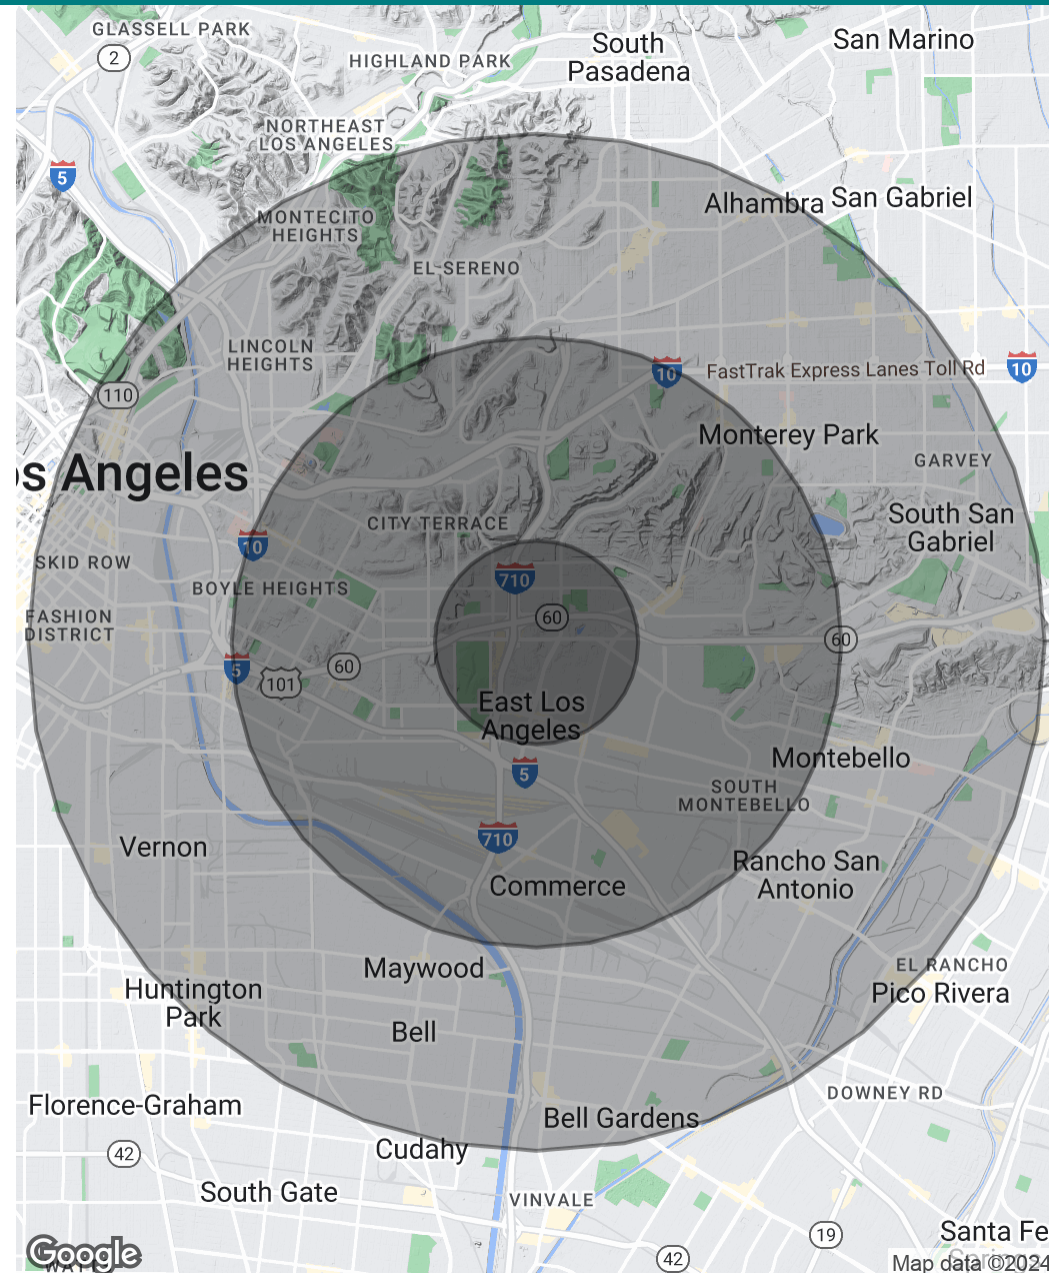 GLASSELL PARK
2
HIGHLAND PARK
South
Pasadena
San Marino
NORTHEAST
LOS ANGELES
5
MONTECITO
HEIGHTS
Alhambra
San Gabriel
EL SERENO
LINCOLN
HEIGHTS
10
FastTrak Express Lanes Toll Rd
10
110
Monterey Park
os Angeles
GARVEY
CITY TERRACE
South San
Gabriel
10
SKID ROW
BOYLE HEIGHTS
710
60
FASHION
DISTRICT
60
5
60
101
East Los
Angeles
Montebello
5
SOUTH
MONTEBELLO
710
Vernon
Rancho San
Antonio
Commerce
Maywood
EL RANCHO
Pico Rivera
Huntington
Park
Bell
Florence-Graham
DOWNEY RD
Bell Gardens
42
Cudahy
South Gate
VINVALE
19
Santa Fe
Springs
Google
42
Map data ©2024